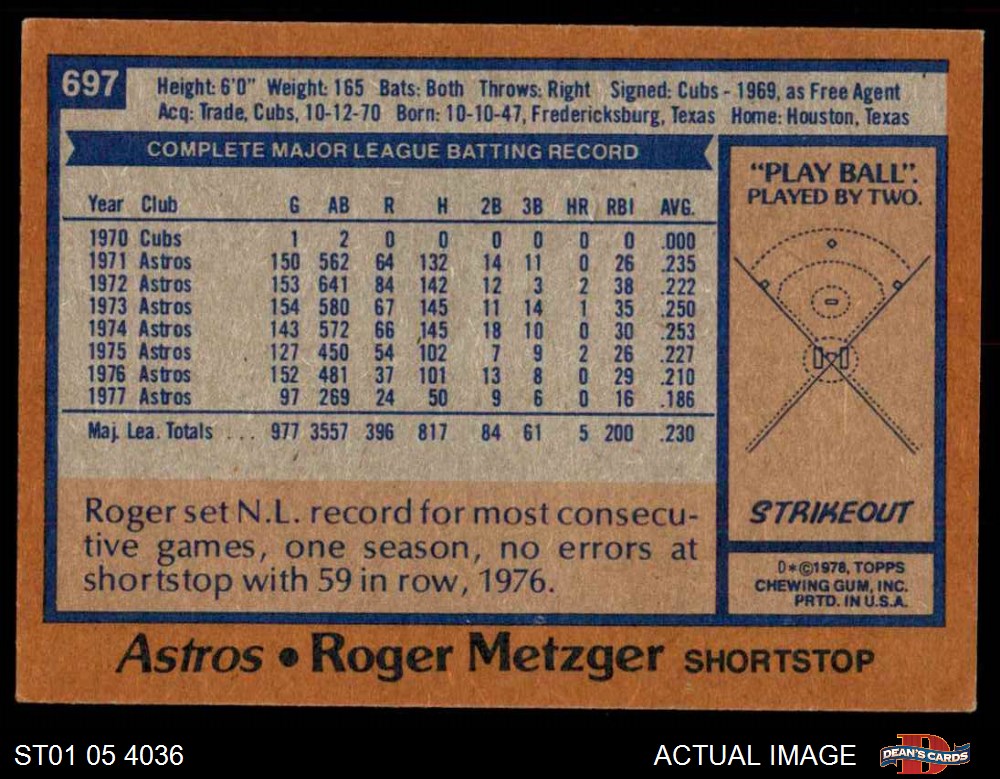 697
Height: 6'0" Weight: 165 Bats: Both Throws: Right Signed: Cubs - 1969, as Free Agent
Acq: Trade, Cubs, 10-12-70 Born: 10-10-47, Fredericksburg, Texas Home: Houston, Texas
COMPLETE MAJOR LEAGUE BATTING RECORD
Year Club G AB R H 2B 3B HR RBI AVG.
1970 Cubs 1 2 0 0 0 0 0 0 .000
1971 Astros 150 562 64 132 14 11 0 26 .235
1972 Astros 153 641 84 142 12 3 2 38 .222
1973 Astros 154 580 67 145 11 14 1 35 .250
1974 Astros 143 572 66 145 18 10 0 30 .253
1975 Astros 127 450 54 102 7 9 2 26 .227
1976 Astros 152 481 37 101 13 8 0 29 .210
1977 Astros 97 269 24 50 9 6 0 16 .186
Maj. Lea. Totals ... 977 3557 396 817 84 61 5 200 .230
Roger set N.L. record for most consecu-
tive games, one season, no errors at
shortstop with 59 in row, 1976.
"PLAY BALL".
PLAYED BY TWO.
STRIKEOUT
D*©1978, TOPPS
CHEWING GUM, INC.
PRTD. IN U.S.A.
Astros • Roger Metzger SHORTSTOP
ST01 05 4036
ACTUAL IMAGE
D
DEAN'S CARDS